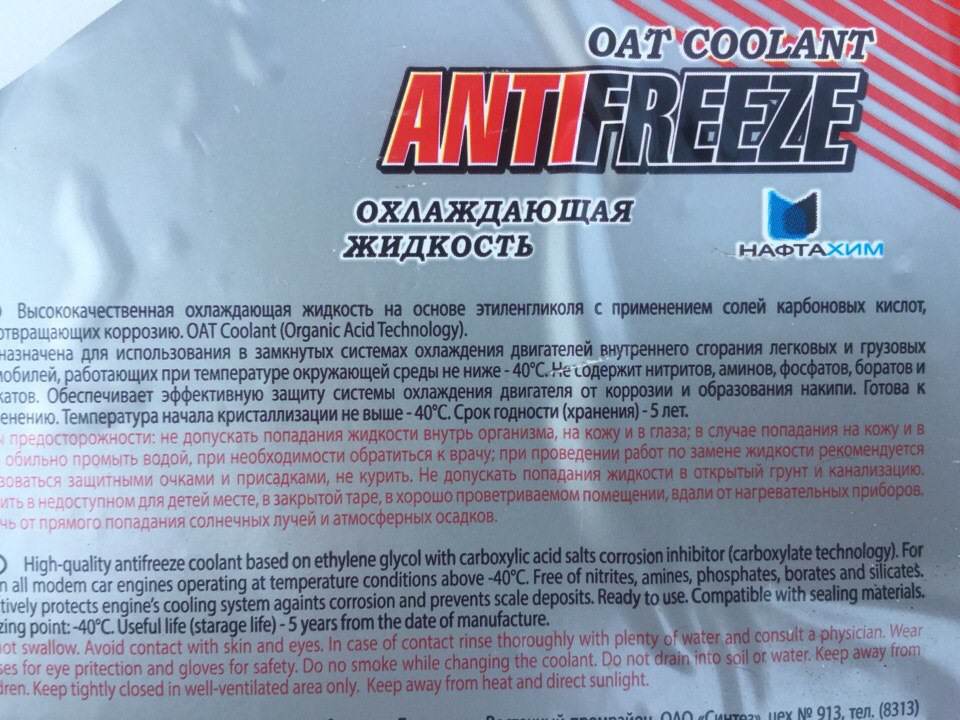 OAT COOLANT
ANTIFREEZE
ОХЛАЖДАЮЩАЯ
ЖИДКОСТЬ
НАФТАХИМ
Высококачественная охлаждающая жидкость на основе этиленгликоля с применением солей карбоновых кислот,
отвращающих коррозию. OAT Coolant (Organic Acid Technology).
назначена для использования в замкнутых системах охлаждения двигателей внутреннего сгорания легковых и грузовых
мобилей, работающих при температуре окружающей среды не ниже - 40°С. Не содержит нитритов, аминов, фосфатов, боратов и
катов. Обеспечивает эффективную защиту системы охлаждения двигателя от коррозии и образования накипи. Готова к
енению. Температура начала кристаллизации не выше - 40°С. Срок годности (хранения) - 5 лет.
ы предосторожности: не допускать попадания жидкости внутрь организма, на кожу и в глаза; в случае попадания на кожу и в
обильно промыть водой, при необходимости обратиться к врачу; при проведении работ по замене жидкости рекомендуется
зоваться защитными очками и присадками, не курить. Не допускать попадания жидкости в открытый грунт и канализацию.
ить в недоступном для детей месте, в закрытой таре, в хорошо проветриваемом помещении, вдали от нагревательных приборов.
чь от прямого попадания солнечных лучей и атмосферных осадков.
High-quality antifreeze coolant based on ethylene glycol with carboxylic acid salts corrosion inhibitor (carboxylate technology). For
n all modem car engines operating at temperature conditions above -40°C. Free of nitrites, amines, phosphates, borates and silicates.
tively protects engine's cooling system againts corrosion and prevents scale deposits. Ready to use. Compatible with sealing materials.
zing point: -40°C. Useful life (starage life) - 5 years from the date of manufacture.
not swallow. Avoid contact with skin and eyes. In case of contact rinse thoroughly with plenty of water and consult a physician. Wear
ses for eye pritection and gloves for safety. Do no smoke while changing the coolant. Do not drain into soil or water. Keep away from
dren. Keep tightly closed in well-ventilated area only. Keep away from heat and direct sunlight.
Восточный промрайон, ОАО «Синтез», цех № 913, тел. (8313)